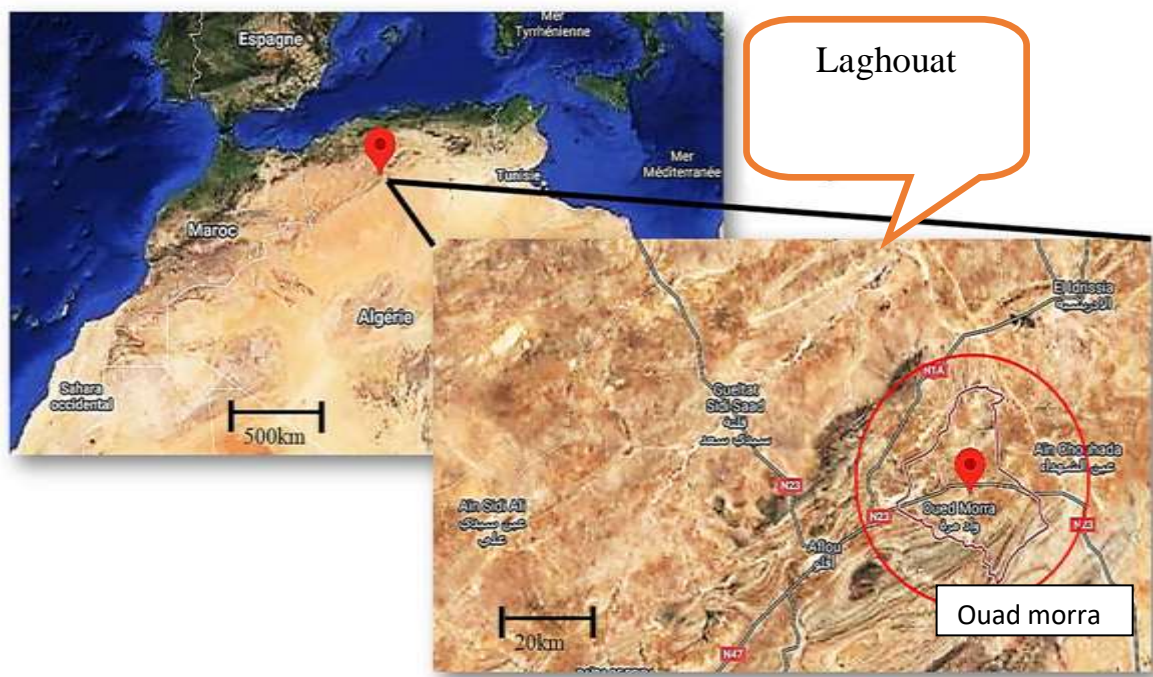 Mer
Tyrrhénienne
Espagne
Laghouat
Mer
Méditerranée
Tunisie
Maroc
Algérie
Sahara
occidental
500km
El Idrissia
الادريسية
N1A
Gueltat
Sidi Saad
قلتة
سيدي سعد
Aïn Chouhada
عين الشهداء
N23
Aïn Sidi Ali
عين سيدي
علي
N23
Oued Morra
واد مرة
N23
Aflou
افلو
20km
Ouad morra
N47